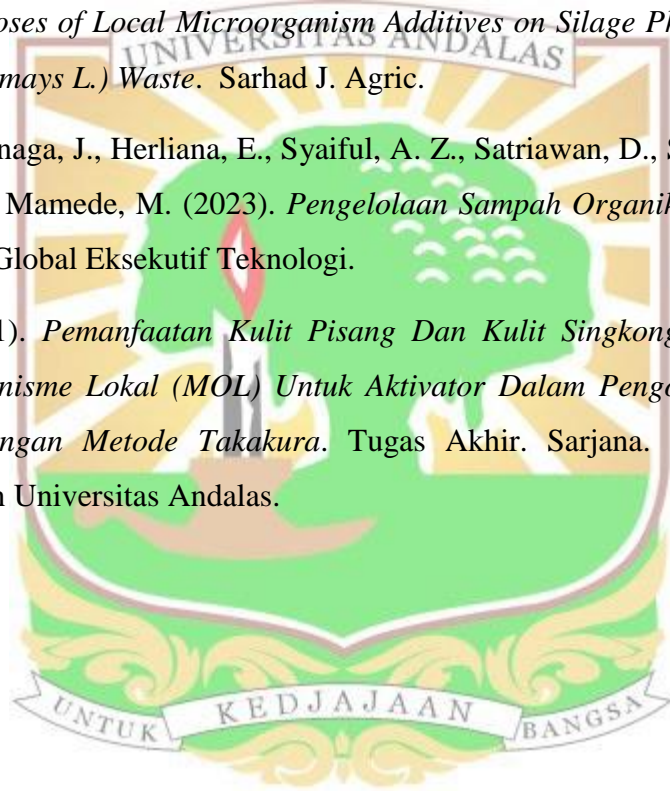 oses of Local Microorganism Additives on Silage Ph
UNIVERSITAS ANDALAS
mays L.) Waste. Sarhad J. Agric.
naga, J., Herliana, E., Syaiful, A. Z., Satriawan, D., S
Mamede, M. (2023). Pengelolaan Sampah Organik
Global Eksekutif Teknologi.
1). Pemanfaatan Kulit Pisang Dan Kulit Singkong
nisme Lokal (MOL) Untuk Aktivator Dalam Pengo
ngan Metode Takakura. Tugas Akhir. Sarjana.
n Universitas Andalas.
UNTUK KEDJAJAAN BANGSA